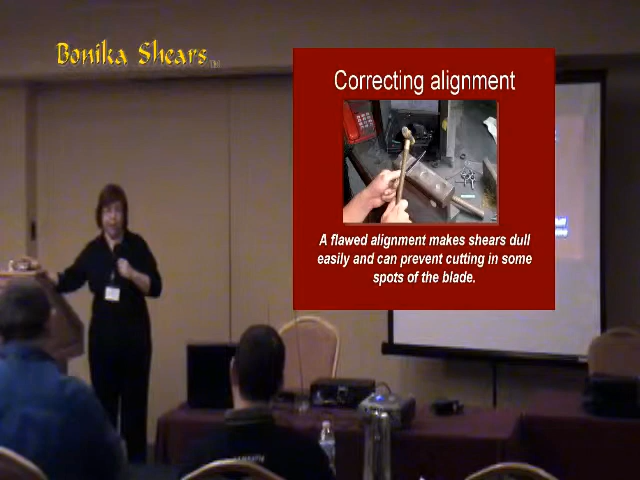 Bonika Shears TM
Correcting alignment
A flawed alignment makes shears dull
easily and can prevent cutting in some
spots of the blade.